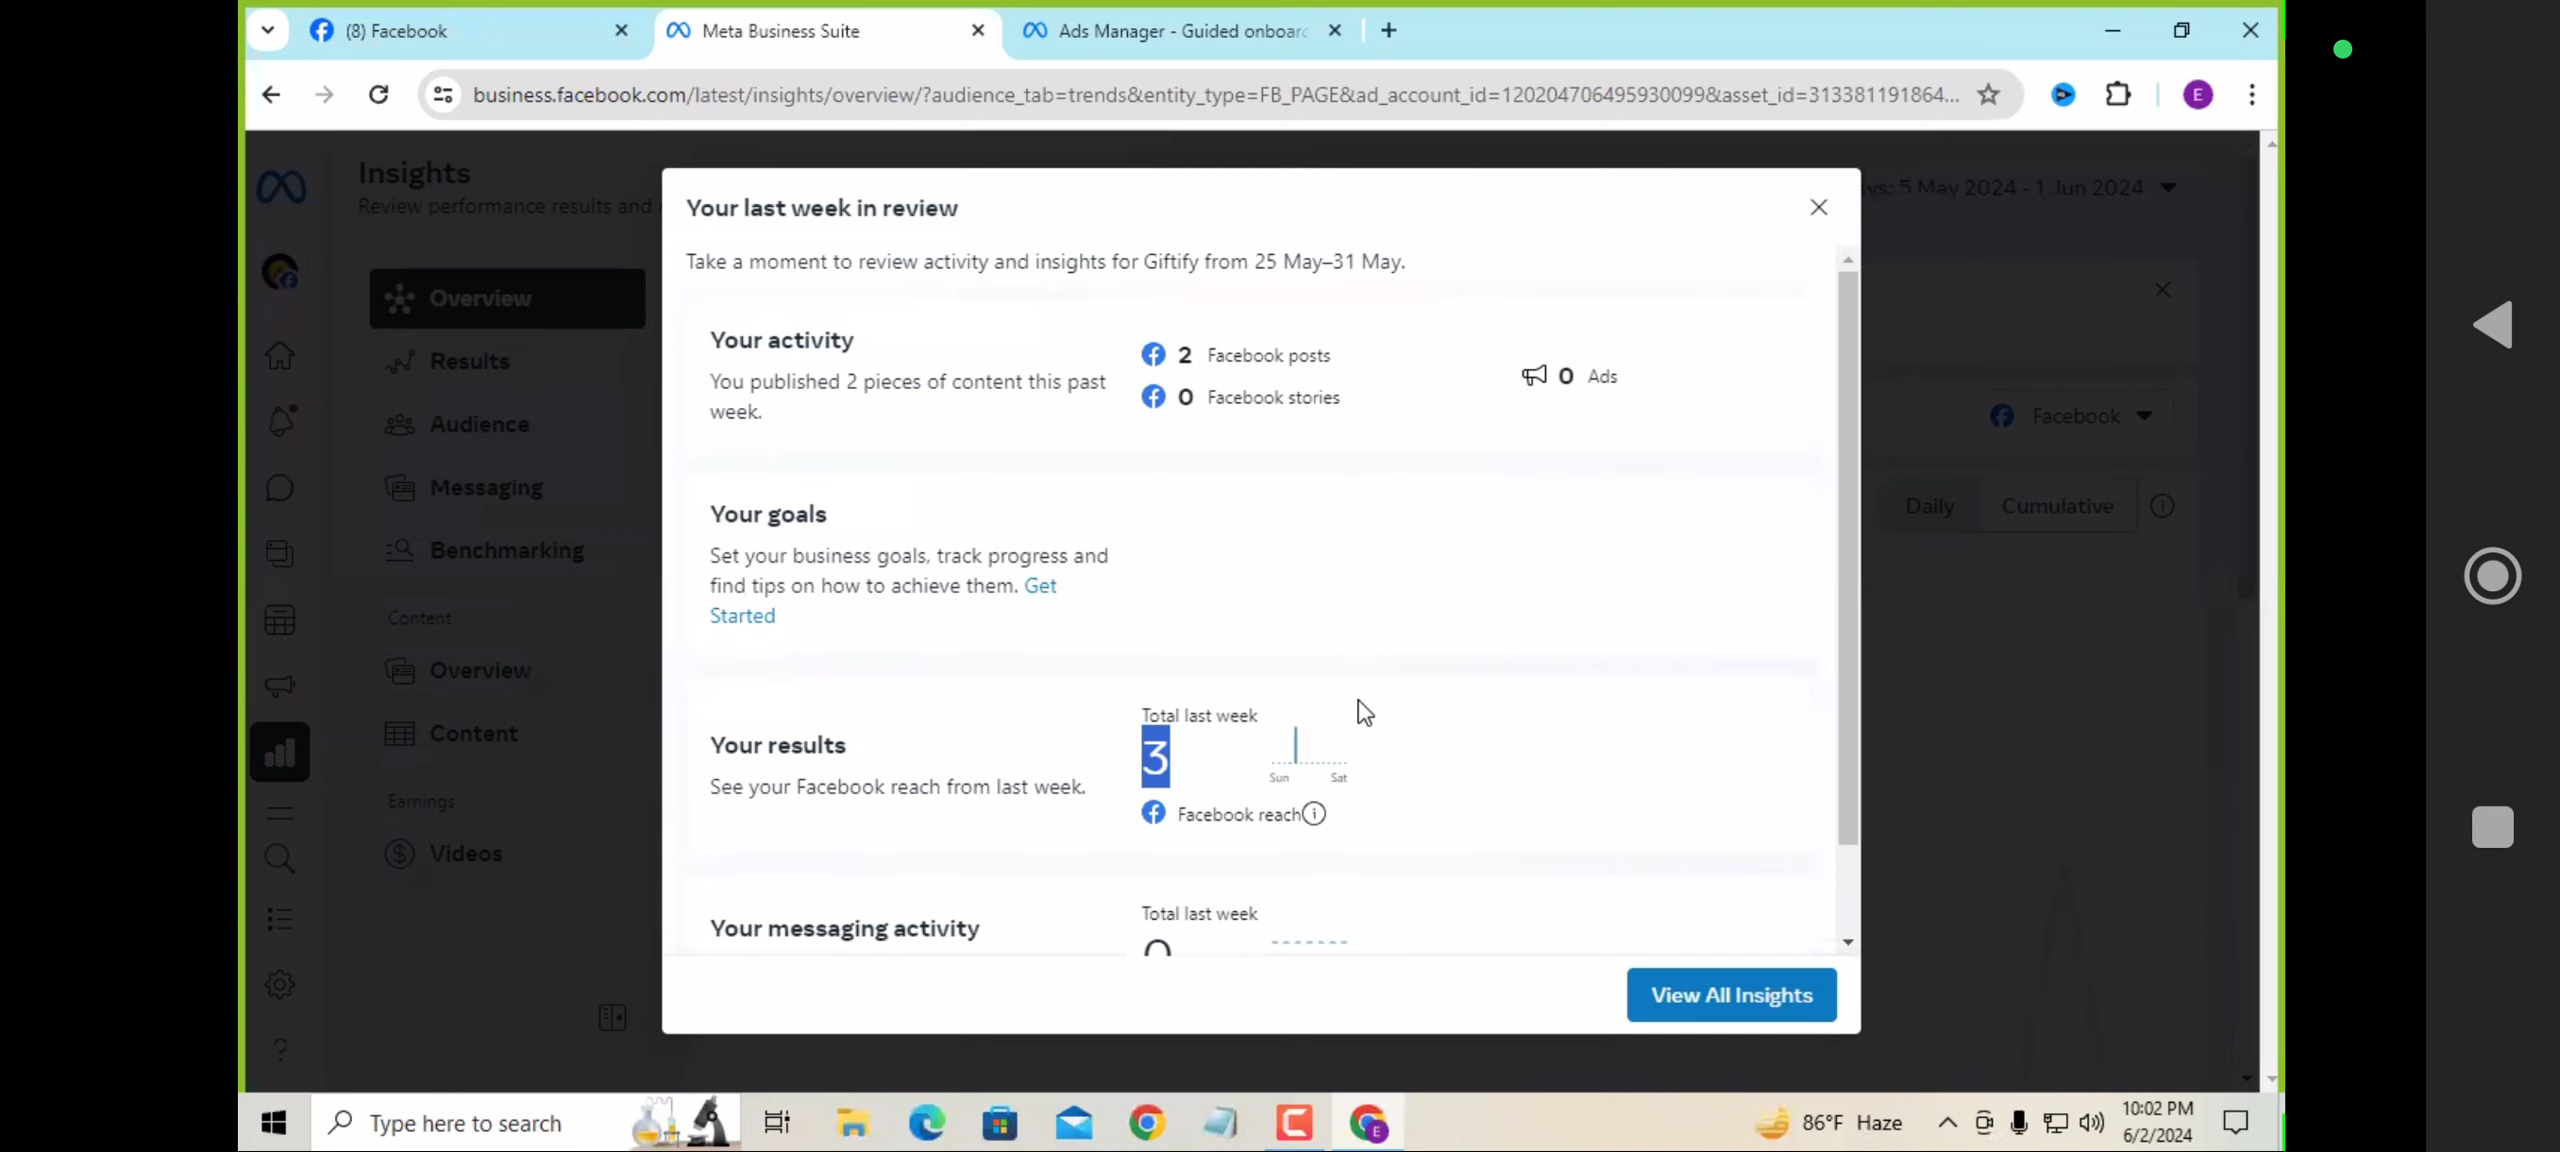 (8) Facebook
Meta Business Suite
Ads Manager - Guided onboar
business.facebook.com/latest/insights/overview/?audience_tab=trends&entity_type=FB_PAGE&ad_account_id=120204706495930099&asset_id=313381191864...
E
Insights
Review performance results and
Overview
Results
Audience
Messaging
Benchmarking
Content
Overview
Content
Earnings
Videos
ys: 5 May 2024 - 1 Jun 2024
Facebook
Daily
Cumulative
Your last week in review
Take a moment to review activity and insights for Giftify from 25 May–31 May.
Your activity
You published 2 pieces of content this past
week.
2 Facebook posts
0 Facebook stories
0 Ads
Your goals
Set your business goals, track progress and
find tips on how to achieve them. Get
Started
Your results
See your Facebook reach from last week.
Total last week
3
Sun Sat
Facebook reach
Your messaging activity
Total last week
0
View All Insights
Type here to search
E
86°F Haze
10:02 PM
6/2/2024